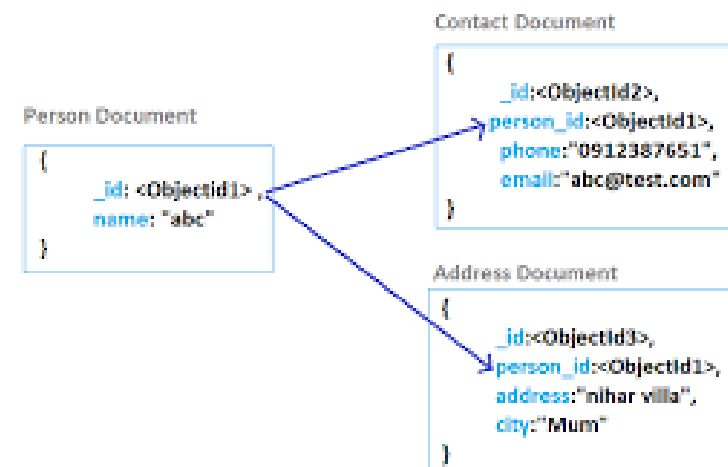 Person Document
{
_id: <ObjectId1>,
name: "abc"
}
Contact Document
{
_id:<ObjectId2>,
person_id:<ObjectId1>,
phone:"0912387651",
email:"abc@test.com"
}
Address Document
{
_id:<ObjectId3>,
person_id:<ObjectId1>,
address:"nihar villa",
city:"Mum"
}